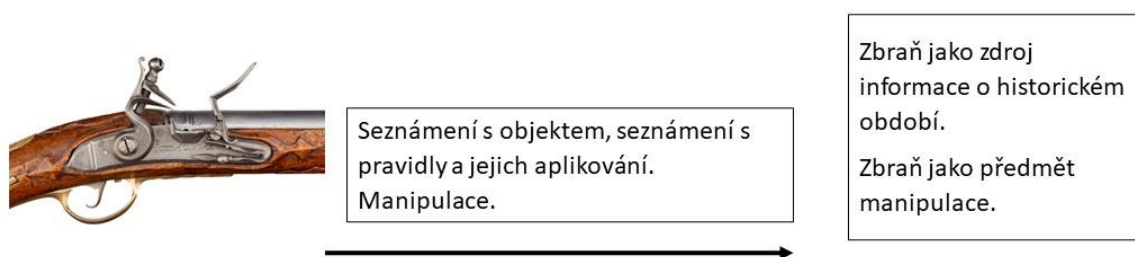 Seznámení s objektem, seznámení s
pravidly a jejich aplikování.
Manipulace.
Zbraň jako zdroj
informace o historickém
období.
Zbraň jako předmět
manipulace.